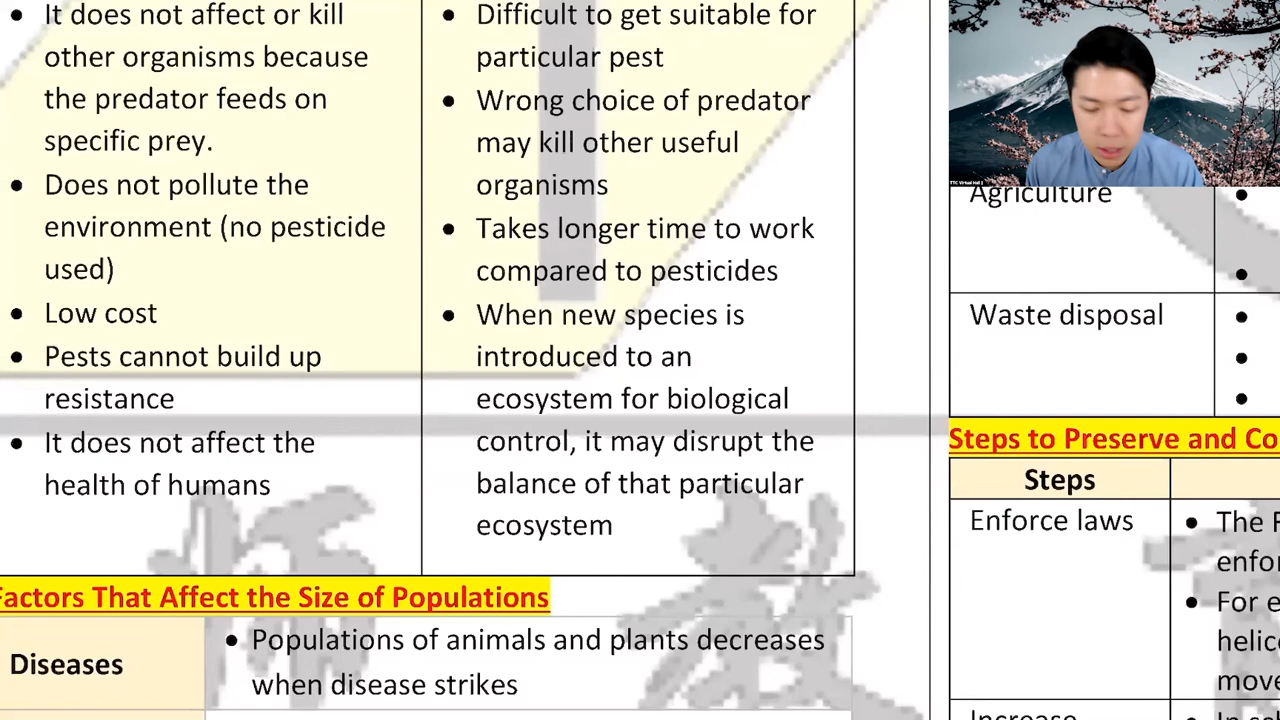 It does not affect or kill
other organisms because
the predator feeds on
specific prey.
Does not pollute the
environment (no pesticide
used)
Low cost
Pests cannot build up
resistance
It does not affect the
health of humans
Difficult to get suitable for
particular pest
Wrong choice of predator
may kill other useful
organisms
Takes longer time to work
compared to pesticides
When new species is
introduced to an
ecosystem for biological
control, it may disrupt the
balance of that particular
ecosystem
Factors That Affect the Size of Populations
Diseases
Populations of animals and plants decreases
when disease strikes
Agriculture
Waste disposal
Steps to Preserve and Co
Steps
Enforce laws
The
enfor
For e
helic
move
Increase